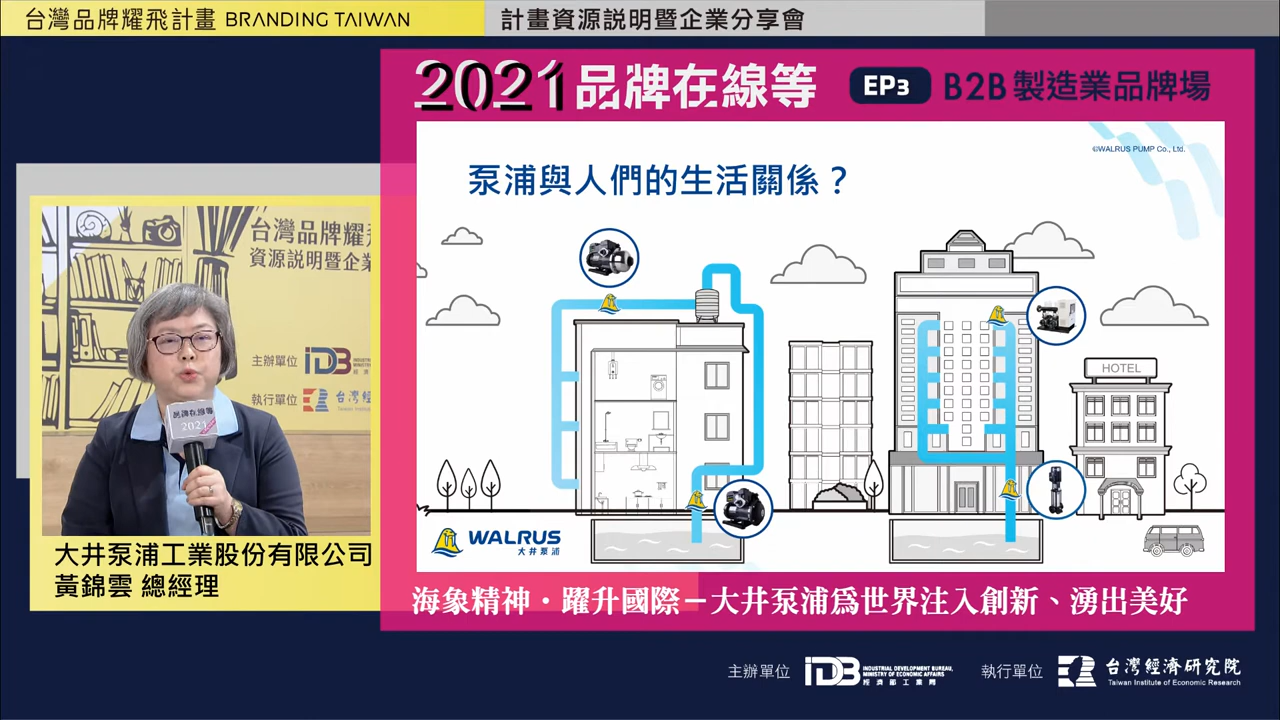 台灣品牌耀飛計畫 BRANDING TAIWAN
計畫資源説明暨企業分享會
2021品牌在線等 EP3 B2B製造業品牌場
©WALRUS PUMP Co., Ltd.
泵浦與人們的生活關係？
HOTEL
WALRUS
大井泵浦
台灣品牌耀
資源説明暨企業
主辦單位 IDB
執行單位 台灣經
品牌在線等
2021
大井泵浦工業股份有限公司
黃錦雲 總經理
海象精神・躍升國際－大井泵浦爲世界注入創新、湧出美好
主辦單位 IDB INDUSTRIAL DEVELOPMENT BUREAU,
MINISTRY OF ECONOMIC AFFAIRS
經濟部工業局
執行單位 台灣經濟研究院
Taiwan Institute of Economic Research